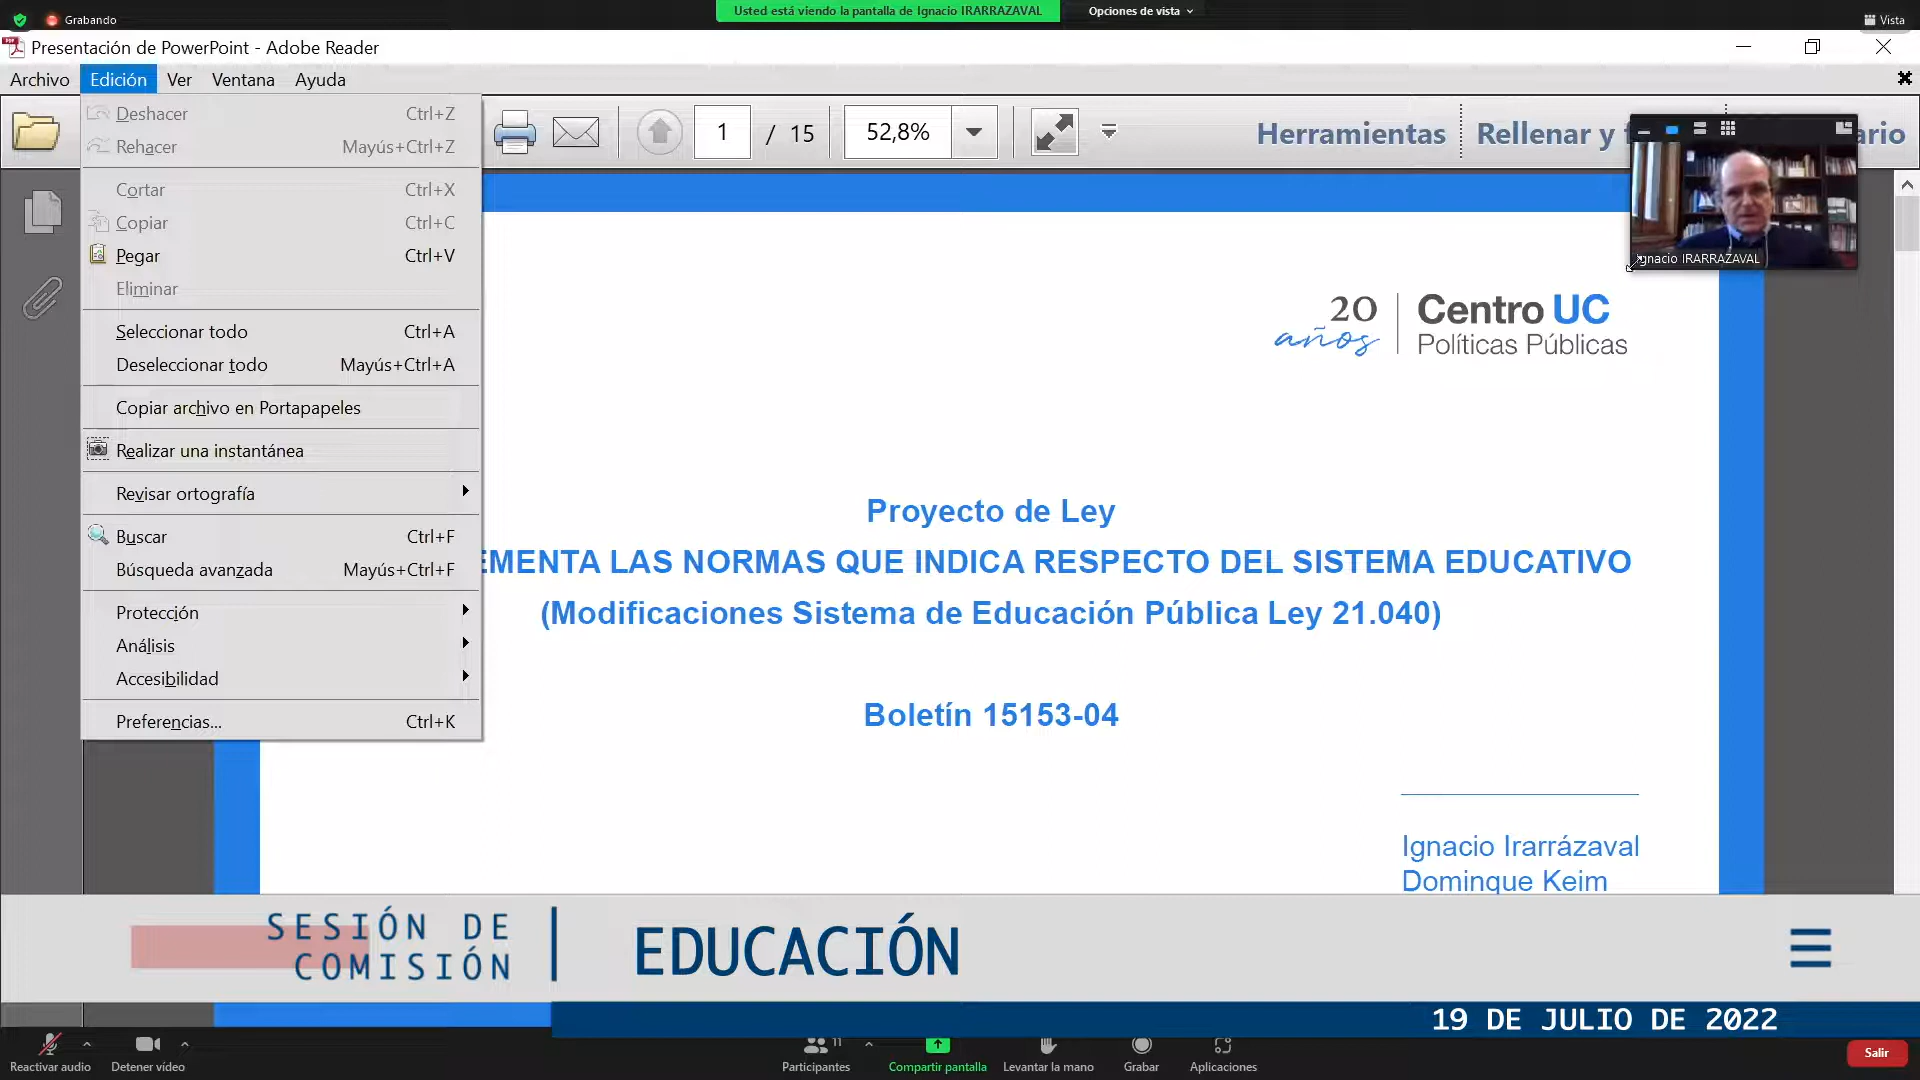 Grabando
Usted está viendo la pantalla de Ignacio IRARRAZAVAL
Opciones de vista
Vista
Presentación de PowerPoint - Adobe Reader
Archivo Edición Ver Ventana Ayuda
Deshacer Ctrl+Z
Rehacer Mayús+Ctrl+Z
Cortar Ctrl+X
Copiar Ctrl+C
Pegar Ctrl+V
Eliminar
Seleccionar todo Ctrl+A
Deseleccionar todo Mayús+Ctrl+A
Copiar archivo en Portapapeles
Realizar una instantánea
Revisar ortografía
Buscar Ctrl+F
Búsqueda avanzada Mayús+Ctrl+F
Protección
Análisis
Accesibilidad
Preferencias... Ctrl+K
1 / 15 52,8%
Herramientas Rellenar y
Ignacio IRARRAZAVAL
20 años
Centro UC
Políticas Públicas
Proyecto de Ley
EMENTA LAS NORMAS QUE INDICA RESPECTO DEL SISTEMA EDUCATIVO
(Modificaciones Sistema de Educación Pública Ley 21.040)
Boletín 15153-04
Ignacio Irarrázaval
Dominque Keim
SESIÓN DE
COMISIÓN
EDUCACIÓN
19 DE JULIO DE 2022
Reactivar audio
Detener vídeo
Participantes 11
Compartir pantalla
Levantar la mano
Grabar
Aplicaciones
Salir